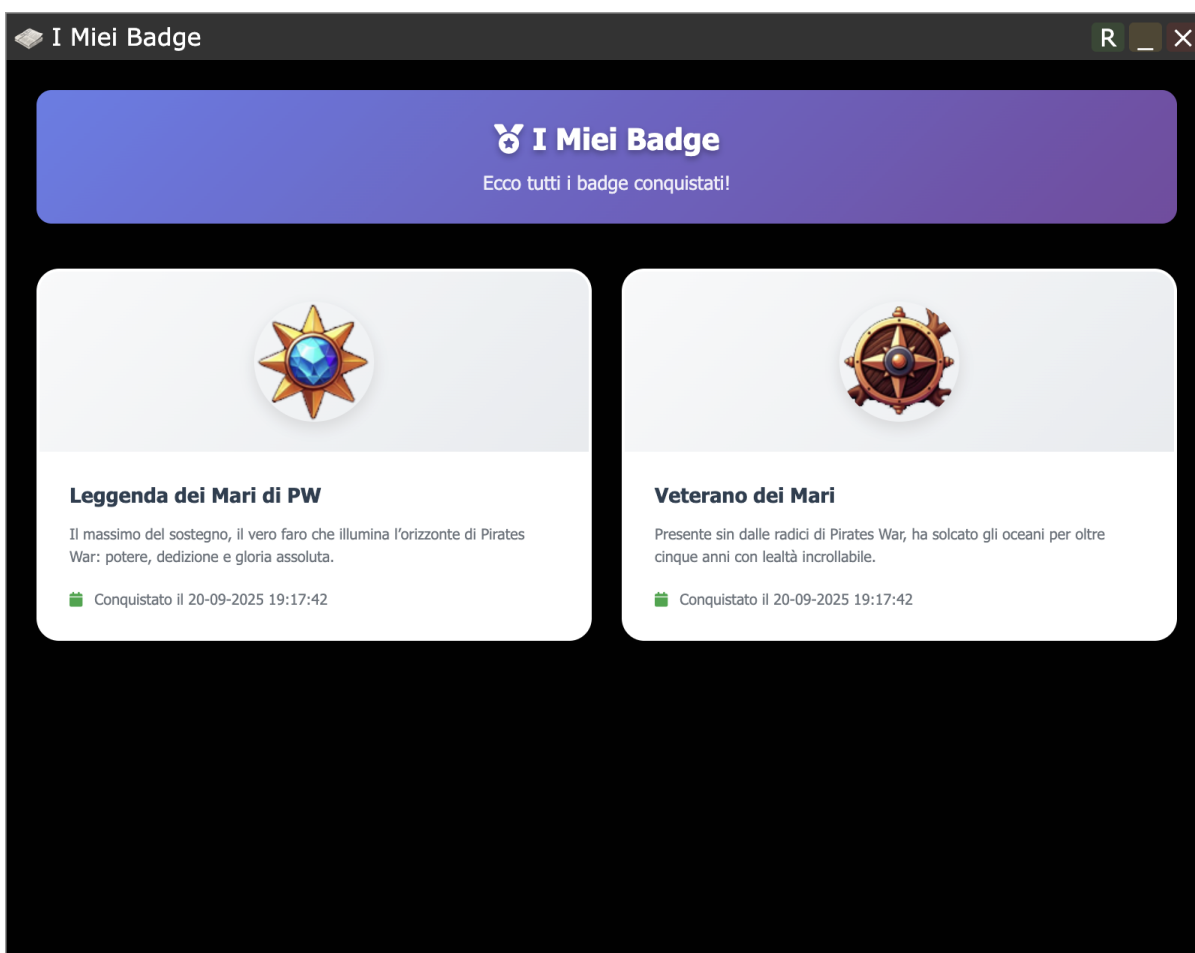 I Miei Badge
R _ ×
I Miei Badge
Ecco tutti i badge conquistati!
Leggenda dei Mari di PW
Il massimo del sostegno, il vero faro che illumina l’orizzonte di Pirates
War: potere, dedizione e gloria assoluta.
Conquistato il 20-09-2025 19:17:42
Veterano dei Mari
Presente sin dalle radici di Pirates War, ha solcato gli oceani per oltre
cinque anni con lealtà incrollabile.
Conquistato il 20-09-2025 19:17:42